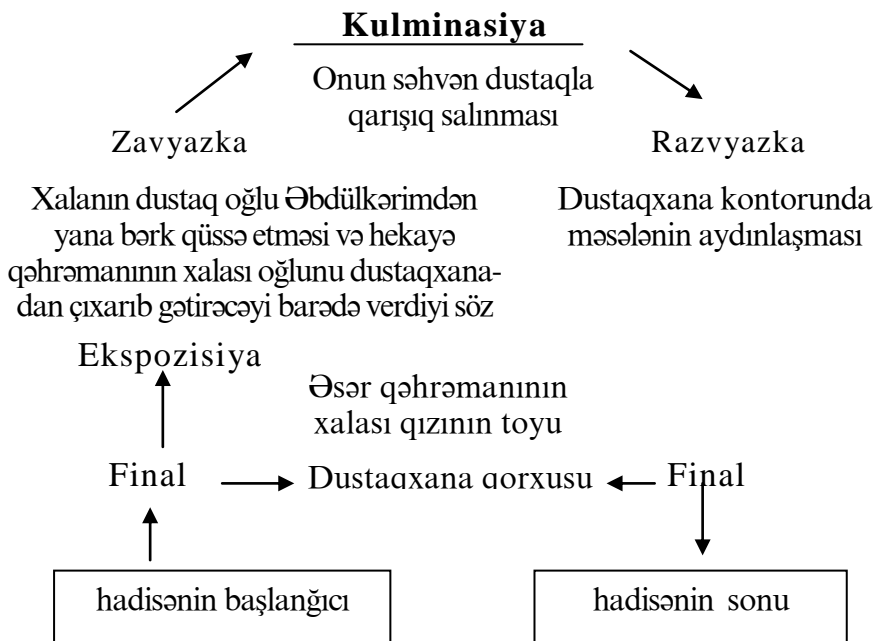 Kulminasiya
Onun səhvən dustaqla
qarışıq salınması
Zavyazka
Razvyazka
Xalanın dustaq oğlu Əbdülkərimdən
yana bərk qüssə etməsi və hekayə
qəhrəmanının xalası oğlunu dustaqxana-
dan çıxarıb gətirəcəyi barədə verdiyi söz
Dustaqxana kontorunda
məsələnin aydınlaşması
Ekspozisiya
Əsər qəhrəmanının
xalası qızının toyu
Final
Dustaqxana qorxusu
Final
hadisənin başlanğıcı
hadisənin sonu